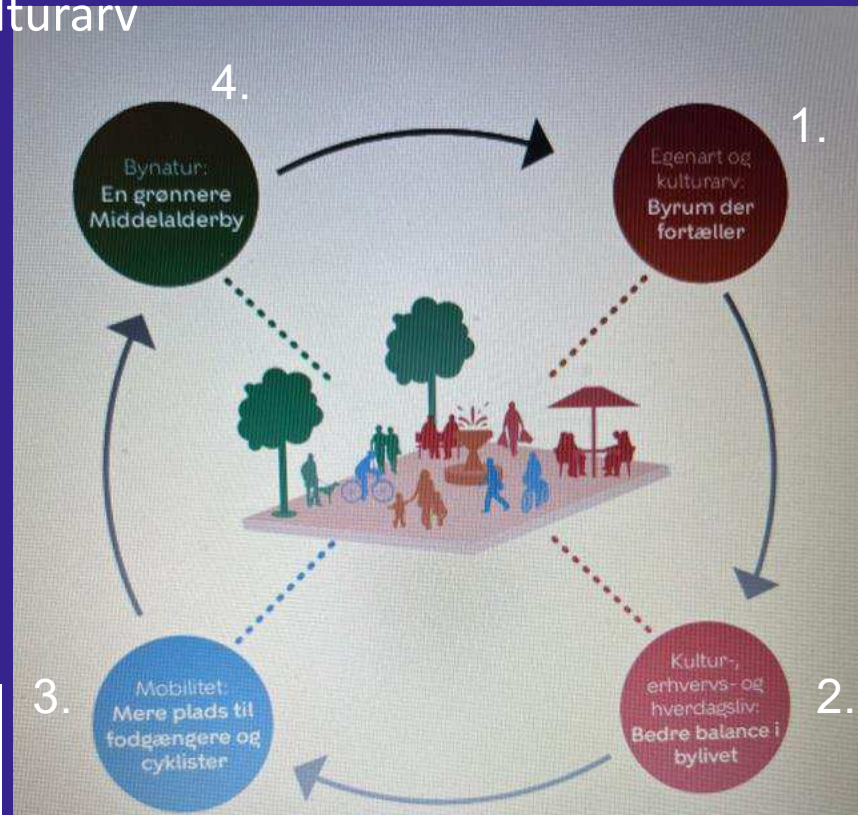 4.
Bynatur:
En grønnere
Middelalderby
1.
Egenart og
kulturarv:
Byrum der
fortæller
3.
Mobilitet:
Mere plads til
fodgængere og
cyklister
2.
Kultur-,
erhvervs- og
hverdagsliv:
Bedre balance i
bylivet